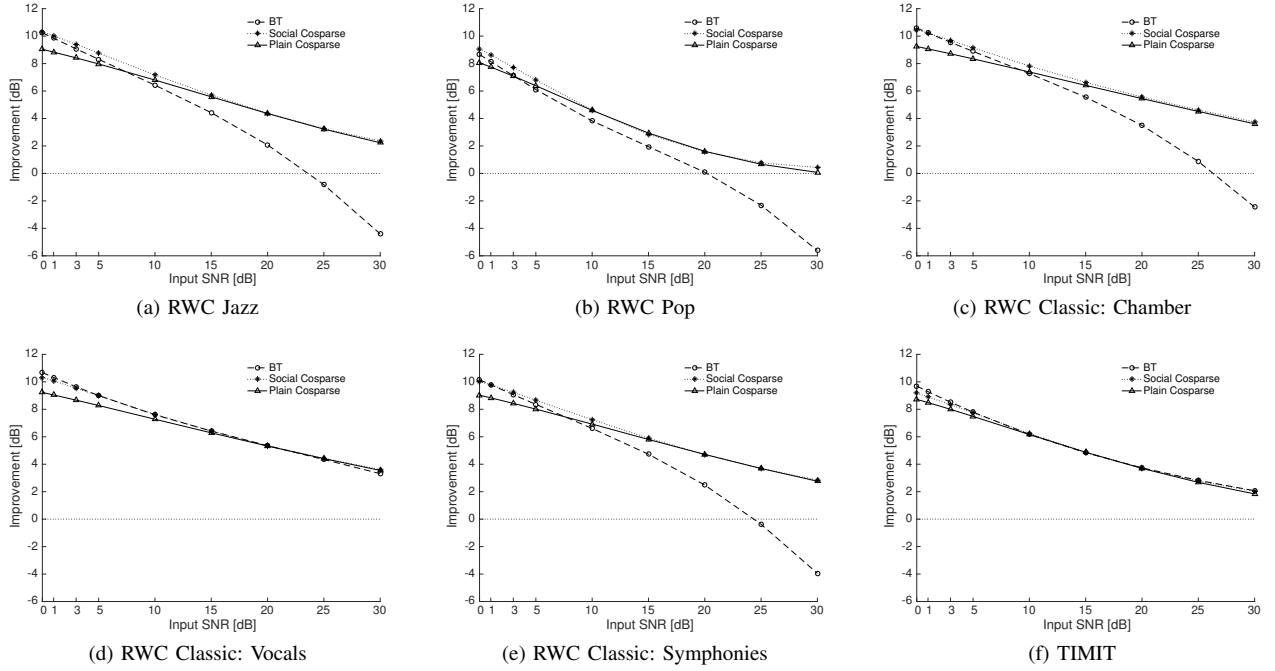 12
10
8
6
4
2
0
-2
-4
-6
Improvement [dB]
BT
Social Cosparse
Plain Cosparse
0 1 3 5 10 15 20 25 30
Input SNR [dB]
(a) RWC Jazz
12
10
8
6
4
2
0
-2
-4
-6
Improvement [dB]
BT
Social Cosparse
Plain Cosparse
0 1 3 5 10 15 20 25 30
Input SNR [dB]
(b) RWC Pop
12
10
8
6
4
2
0
-2
-4
-6
Improvement [dB]
BT
Social Cosparse
Plain Cosparse
0 1 3 5 10 15 20 25 30
Input SNR [dB]
(c) RWC Classic: Chamber
12
10
8
6
4
2
0
-2
-4
-6
Improvement [dB]
BT
Social Cosparse
Plain Cosparse
0 1 3 5 10 15 20 25 30
Input SNR [dB]
(d) RWC Classic: Vocals
12
10
8
6
4
2
0
-2
-4
-6
Improvement [dB]
BT
Social Cosparse
Plain Cosparse
0 1 3 5 10 15 20 25 30
Input SNR [dB]
(e) RWC Classic: Symphonies
12
10
8
6
4
2
0
-2
-4
-6
Improvement [dB]
BT
Social Cosparse
Plain Cosparse
0 1 3 5 10 15 20 25 30
Input SNR [dB]
(f) TIMIT